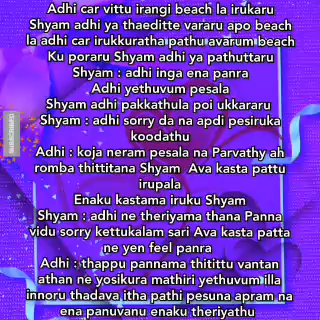 Adhi car vittu irangi beach la irukaru
Shyam adhi ya thaeditte vararu apo beach
la adhi car irukkuratha pathu avarum beach
Ku poraru Shyam adhi ya pathuttaru
Shyam : adhi inga ena panra
Adhi yethuvum pesala
Shyam adhi pakkathula poi ukkararu
Shyam : adhi sorry da na apdi pesiruka
koodathu
Adhi : koja neram pesala na Parvathy ah
romba thittitana Shyam Ava kasta pattu
irupala
Enaku kastama iruku Shyam
Shyam : adhi ne theriyama thana Panna
vidu sorry kettukalam sari Ava kasta patta
ne yen feel panra
Adhi : thappu pannama thitittu vantan
athan ne yosikura mathiri yethuvum illa
innoru thadava itha pathi pesuna apram na
ena panuvanu enaku theriyathu